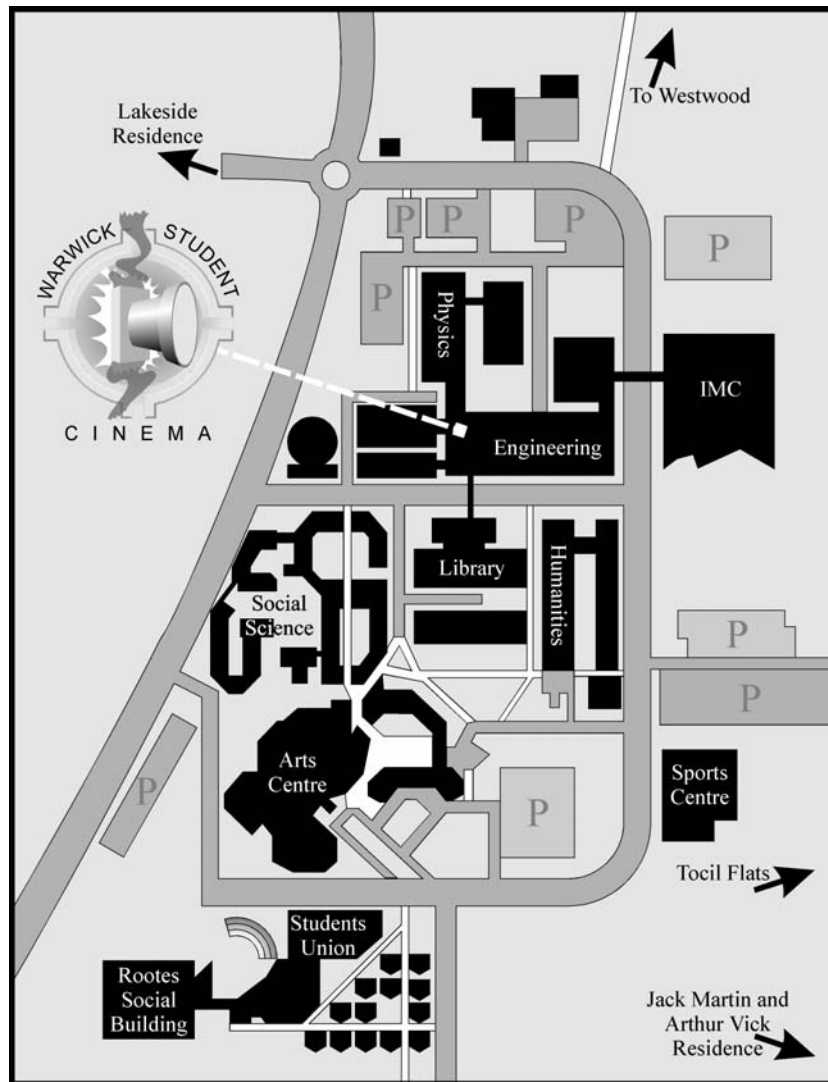 To Westwood
Lakeside
Residence
WARWICK STUDENT
CINEMA
P
P
P
P
P
Physics
IMC
Engineering
Library
Humanities
Social
Science
P
P
Arts
Centre
P
P
Sports
Centre
Tocil Flats
Students
Union
Rootes
Social
Building
Jack Martin and
Arthur Vick
Residence